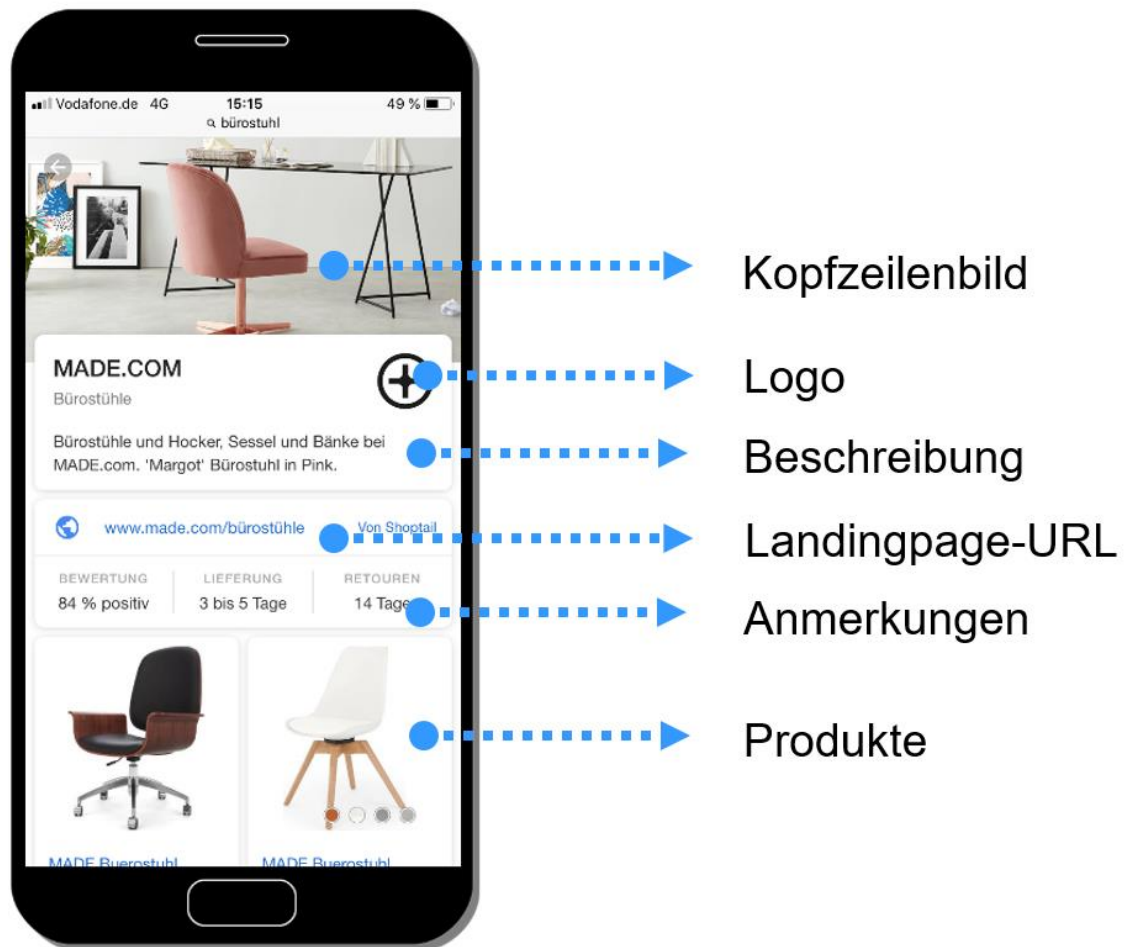 Vodafone.de 4G 15:15 49 %
bürostuhl
Kopfzeilenbild
MADE.COM
Bürostühle
Logo
Bürostühle und Hocker, Sessel und Bänke bei
MADE.com. 'Margot' Bürostuhl in Pink.
Beschreibung
www.made.com/bürostühle Von Shoptail
Landingpage-URL
BEWERTUNG LIEFERUNG RETOUREN
84 % positiv 3 bis 5 Tage 14 Tage
Anmerkungen
Produkte
MADE Buerostuhl MADE Buerostuhl